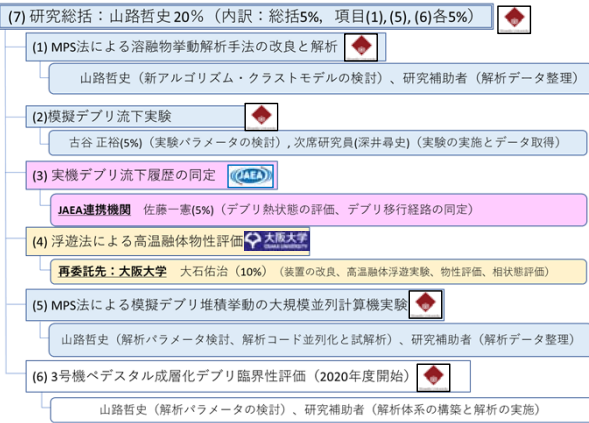 (7) 研究総括：山路哲史 20%（内訳：総括5%，項目(1), (5), (6)各5%）
(1) MPS法による溶融物挙動解析手法の改良と解析
山路哲史（新アルゴリズム・クラストモデルの検討）、研究補助者（解析データ整理）
(2)模擬デブリ流下実験
古谷 正裕(5%)（実験パラメータの検討）, 次席研究員(深井尋史)（実験の実施とデータ取得）
(3) 実機デブリ流下履歴の同定
JAEA
JAEA連携機関 佐藤一憲(5%)（デブリ熱状態の評価、デブリ移行経路の同定）
(4) 浮遊法による高温融体物性評価
大阪大学
OSAKA UNIVERSITY
再委託先：大阪大学 大石佑治（10%）（装置の改良、高温融体浮遊実験、物性評価、相状態評価）
(5) MPS法による模擬デブリ堆積挙動の大規模並列計算機実験
山路哲史（解析パラメータ検討、解析コード並列化と試解析）、研究補助者（解析データ整理）
(6) 3号機ペデスタル成層化デブリ臨界性評価（2020年度開始）
山路哲史（解析パラメータの検討）、研究補助者（解析体系の構築と解析の実施）